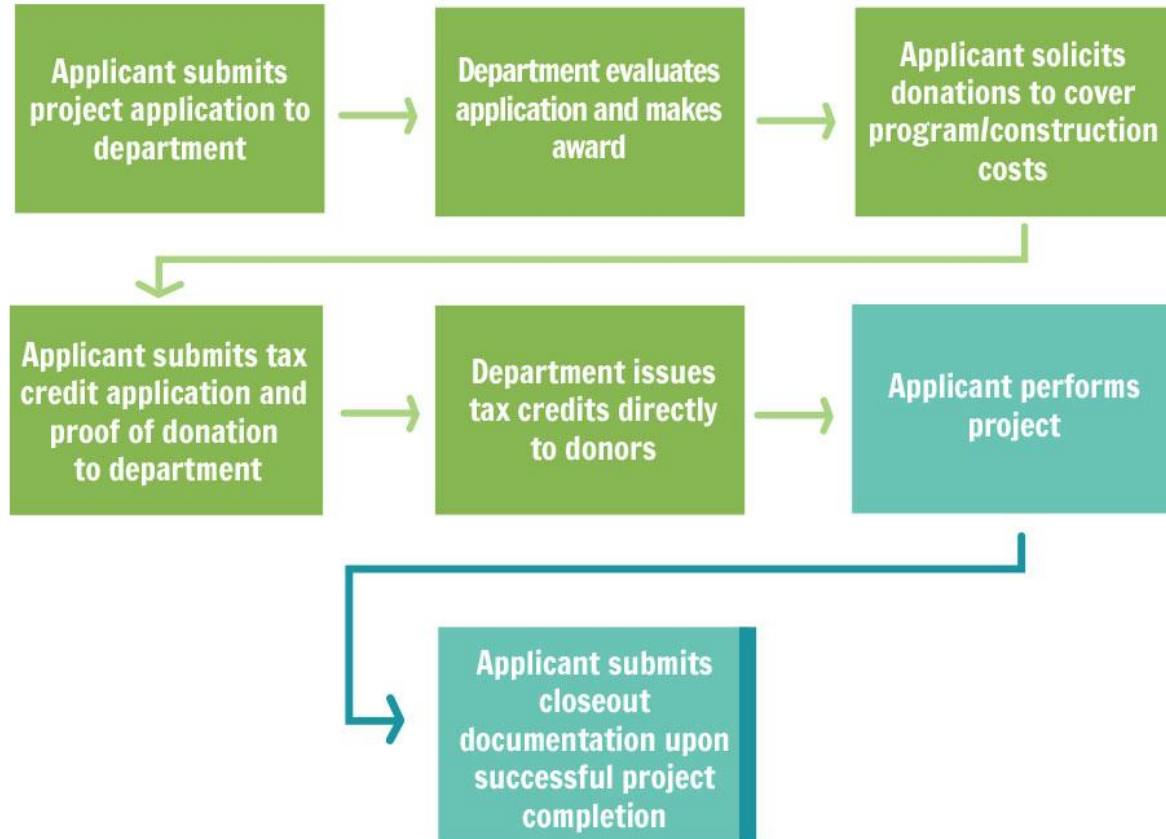 Applicant submits
project application to
department
Department evaluates
application and makes
award
Applicant solicits
donations to cover
program/construction
costs
Applicant submits tax
credit application and
proof of donation
to department
Department issues
tax credits directly
to donors
Applicant performs
project
Applicant submits
closeout
documentation upon
successful project
completion